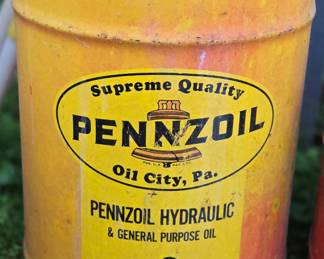 Supreme Quality
PENNZOIL
Oil City, Pa.
PENNZOIL HYDRAULIC
& GENERAL PURPOSE OIL